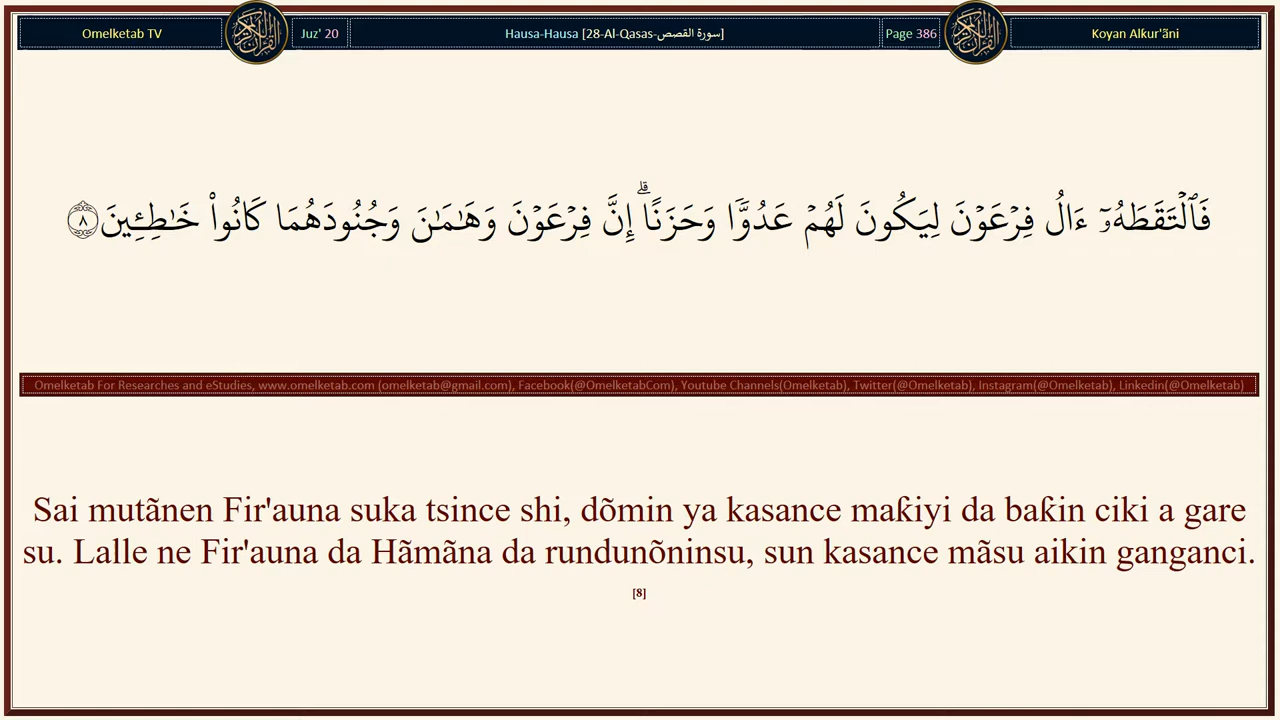 Omelketab TV
Juz' 20
Hausa-Hausa [28-Al-Qasas-سورة القصص]
Page 386
Koyan Alƙur'ãni
فَٱلۡتَقَطَهُۥٓ ءَالُ فِرۡعَوۡنَ لِيَكُونَ لَهُمۡ عَدُوّٗا وَحَزَنًاۗ إِنَّ فِرۡعَوۡنَ وَهَٰمَٰنَ وَجُنُودَهُمَا كَانُواْ خَٰطِـِٔينَ ٨
Omelketab For Researches and eStudies, www.omelketab.com (omelketab@gmail.com), Facebook(@OmelketabCom), Youtube Channels(Omelketab), Twitter(@Omelketab), Instagram(@Omelketab), Linkedin(@Omelketab)
Sai mutãnen Fir'auna suka tsince shi, dõmin ya kasance maƙiyi da baƙin ciki a gare
su. Lalle ne Fir'auna da Hãmãna da rundunõninsu, sun kasance mãsu aikin ganganci.
[8]